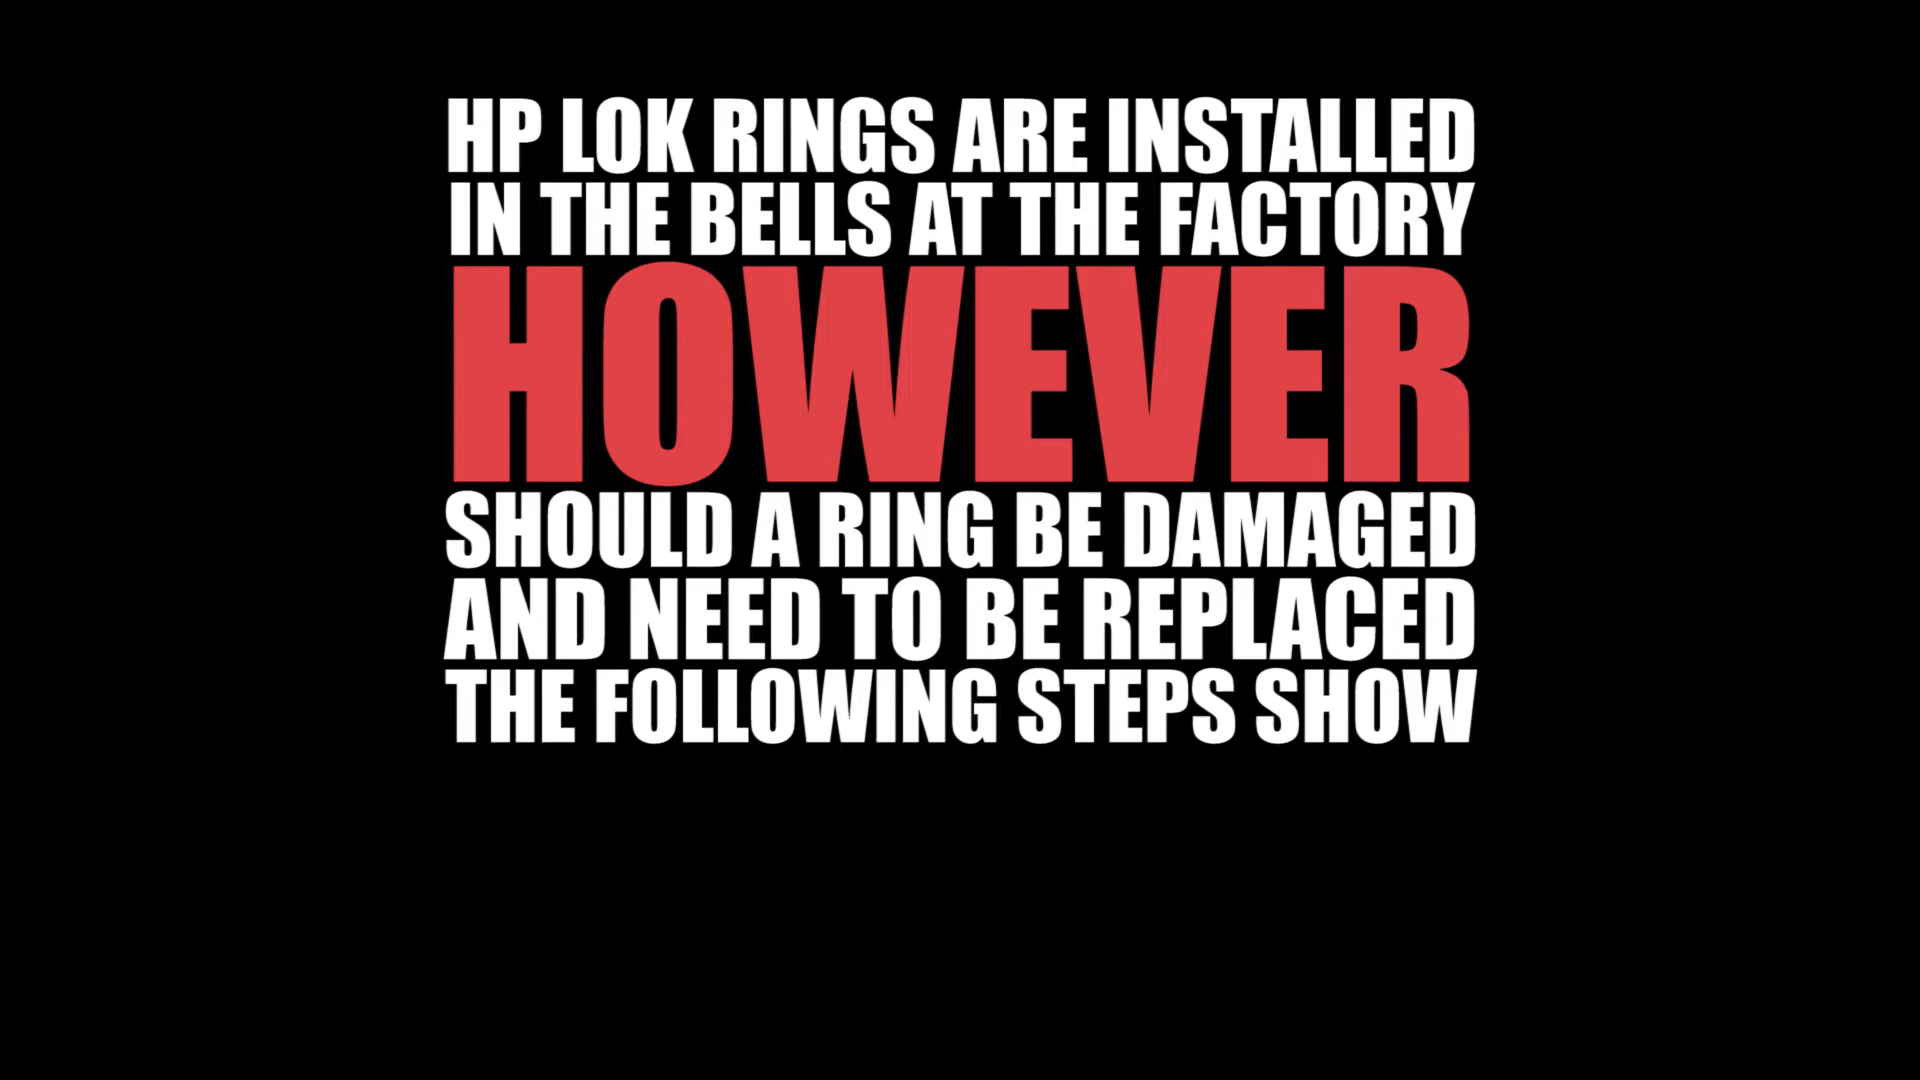 HP LOK RINGS ARE INSTALLED
IN THE BELLS AT THE FACTORY
HOWEVER
SHOULD A RING BE DAMAGED
AND NEED TO BE REPLACED
THE FOLLOWING STEPS SHOW